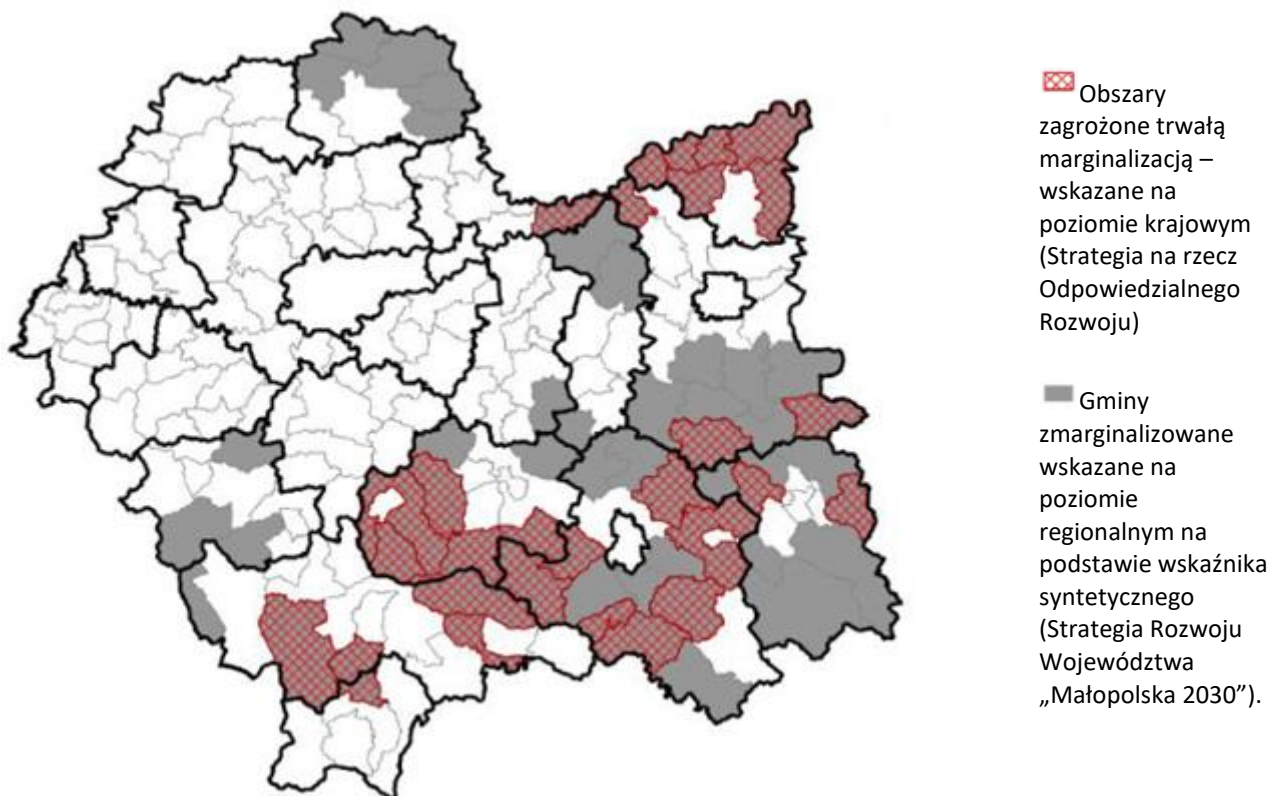 Obszary
zagrożone trwałą
marginalizacją –
wskazane na
poziomie krajowym
(Strategia na rzecz
Odpowiedzialnego
Rozwoju)
Gminy
zmarginalizowane
wskazane na
poziomie
regionalnym na
podstawie wskaźnika
syntetycznego
(Strategia Rozwoju
Województwa
„Małopolska 2030”).